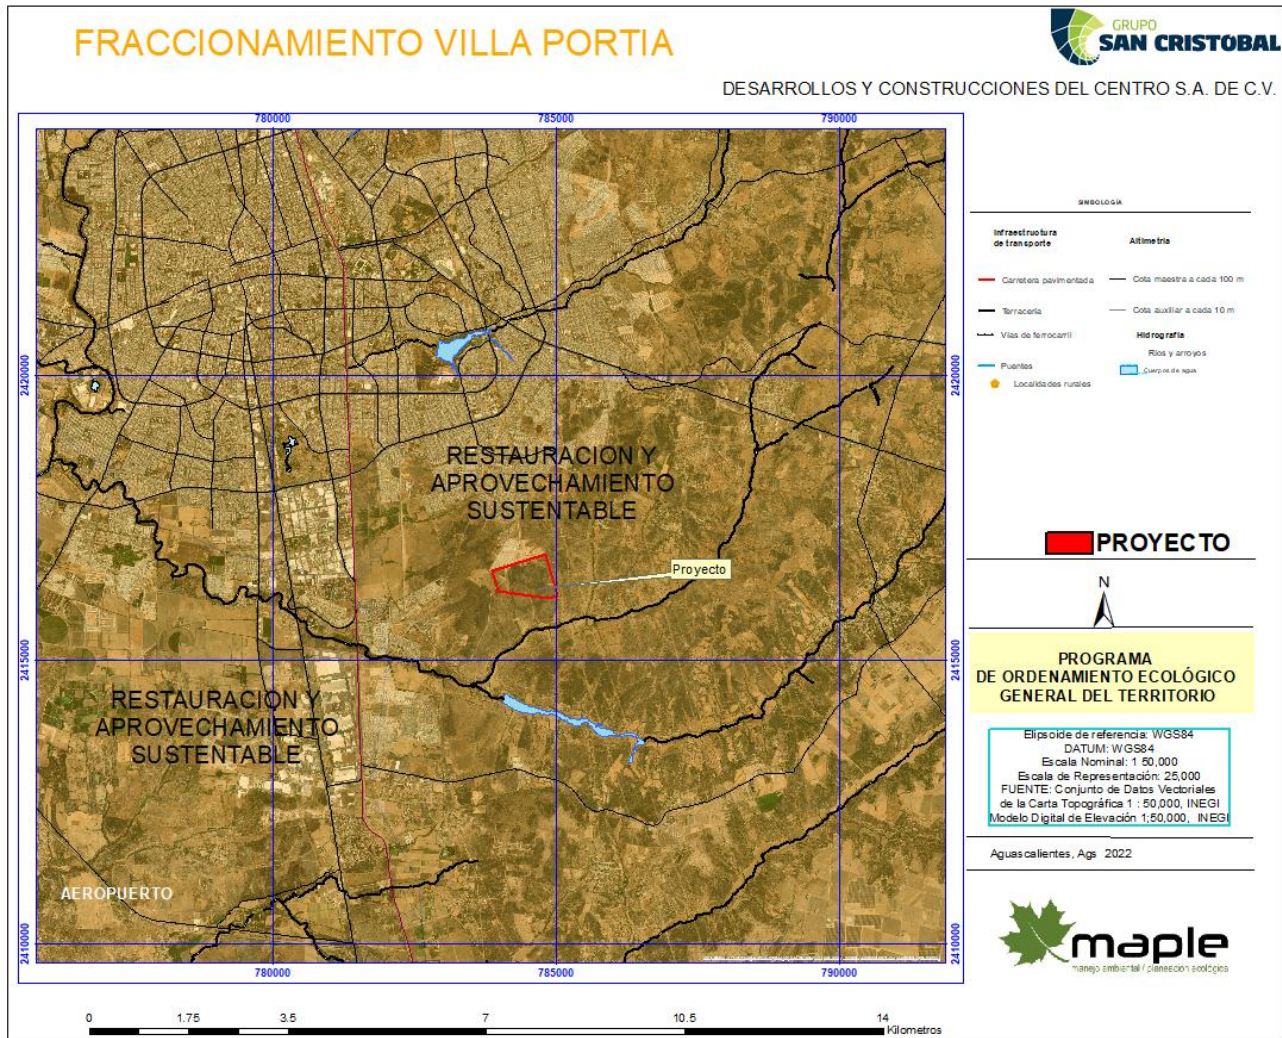 FRACCIONAMIENTO VILLA PORTIA
GRUPO
SAN CRISTOBAL
DESARROLLOS Y CONSTRUCCIONES DEL CENTRO S.A. DE C.V.
780000
785000
790000
2420000
2420000
RESTAURACION Y
APROVECHAMIENTO
SUSTENTABLE
Proyecto
2415000
2415000
RESTAURACION Y
APROVECHAMIENTO
SUSTENTABLE
AEROPUERTO
2410000
2410000
780000
785000
790000
0
1.75
3.5
7
10.5
14
Kilometros
SIMBOLOGÍA
Infraestructura
de transporte
Altimetría
Carretera pavimentada
Cota maestra a cada 100 m
Terracería
Cota auxiliar a cada 10 m
Vías de ferrocarril
Hidrografía
Ríos y arroyos
Puentes
Cuerpos de agua
Localidades rurales
PROYECTO
N
PROGRAMA
DE ORDENAMIENTO ECOLÓGICO
GENERAL DEL TERRITORIO
Elipsoide de referencia: WGS84
DATUM: WGS84
Escala Nominal: 1 50,000
Escala de Representación: 25,000
FUENTE: Conjunto de Datos Vectoriales
de la Carta Topográfica 1 : 50,000, INEGI
Modelo Digital de Elevación 1;50,000, INEGI
Aguascalientes, Ags 2022
maple
manejo ambiental / planeacion ecológica